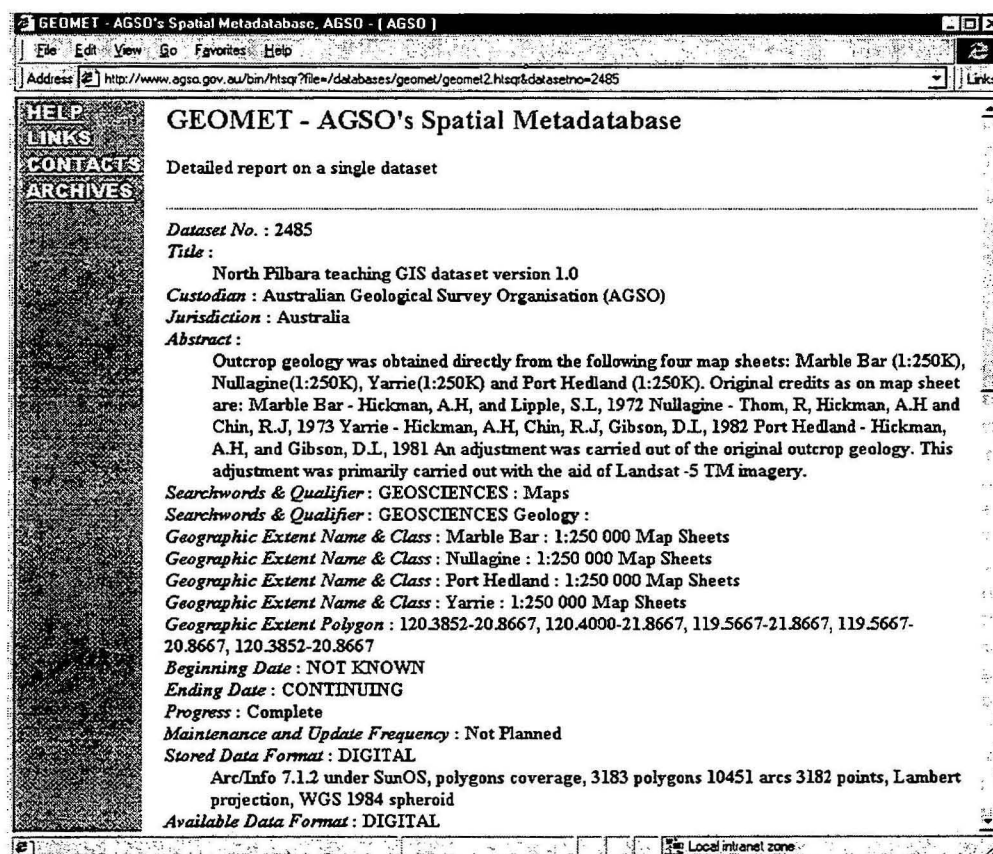 GEOMET - AGSO's Spatial Metadatabase, AGSO - ( AGSO )
File Edit View Go Favorites Help
Address http://www.agso.gov.au/bin/htsqr?file=/databases/geomet/geomet2.htsqr&datasetno=2485 Links
HELP
LINKS
CONTACTS
ARCHIVES
GEOMET - AGSO's Spatial Metadatabase
Detailed report on a single dataset
Dataset No. : 2485
Title :
North Pilbara teaching GIS dataset version 1.0
Custodian : Australian Geological Survey Organisation (AGSO)
Jurisdiction : Australia
Abstract :
Outcrop geology was obtained directly from the following four map sheets: Marble Bar (1:250K),
Nullagine(1:250K), Yarrie(1:250K) and Port Hedland (1:250K). Original credits as on map sheet
are: Marble Bar - Hickman, A.H, and Lipple, S.L, 1972 Nullagine - Thom, R, Hickman, A.H and
Chin, R.J, 1973 Yarrie - Hickman, A.H, Chin, R.J, Gibson, D.L, 1982 Port Hedland - Hickman,
A.H, and Gibson, D.L, 1981 An adjustment was carried out of the original outcrop geology. This
adjustment was primarily carried out with the aid of Landsat -5 TM imagery.
Searchwords & Qualifier : GEOSCIENCES : Maps
Searchwords & Qualifier : GEOSCIENCES Geology :
Geographic Extent Name & Class : Marble Bar : 1:250 000 Map Sheets
Geographic Extent Name & Class : Nullagine : 1:250 000 Map Sheets
Geographic Extent Name & Class : Port Hedland : 1:250 000 Map Sheets
Geographic Extent Name & Class : Yarrie : 1:250 000 Map Sheets
Geographic Extent Polygon : 120.3852-20.8667, 120.4000-21.8667, 119.5667-21.8667, 119.5667-
20.8667, 120.3852-20.8667
Beginning Date : NOT KNOWN
Ending Date : CONTINUING
Progress : Complete
Maintenance and Update Frequency : Not Planned
Stored Data Format : DIGITAL
Arc/Info 7.1.2 under SunOS, polygons coverage, 3183 polygons 10451 arcs 3182 points, Lambert
projection, WGS 1984 spheroid
Available Data Format : DIGITAL
Local intranet zone